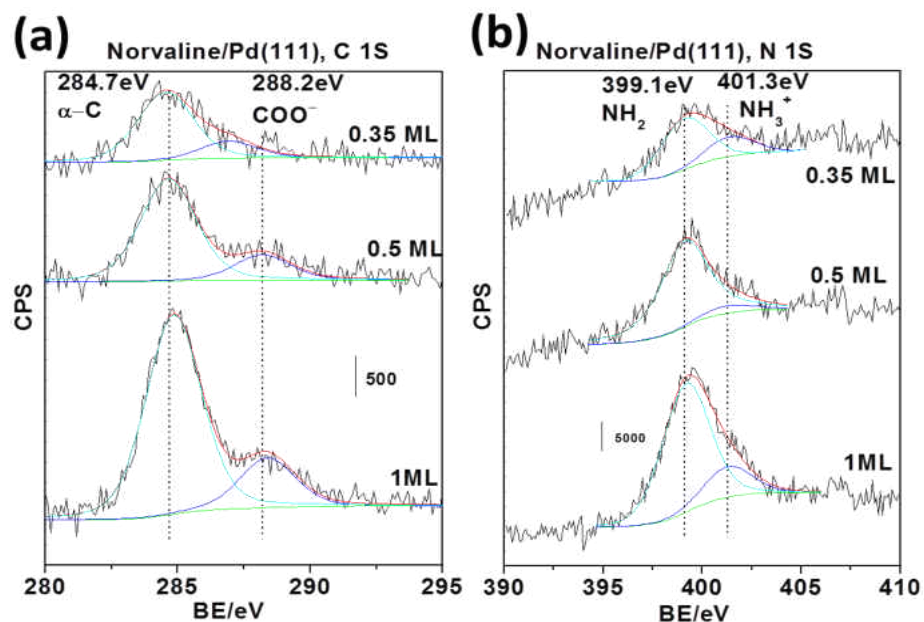 (a)
Norvaline/Pd(111), C 1S
284.7eV
288.2eV
α−C
COO⁻
0.35 ML
0.5 ML
500
1ML
CPS
280 285 290 295
BE/eV
(b)
Norvaline/Pd(111), N 1S
399.1eV
401.3eV
NH₂
NH₃⁺
0.35 ML
0.5 ML
5000
1ML
CPS
390 395 400 405 410
BE/eV